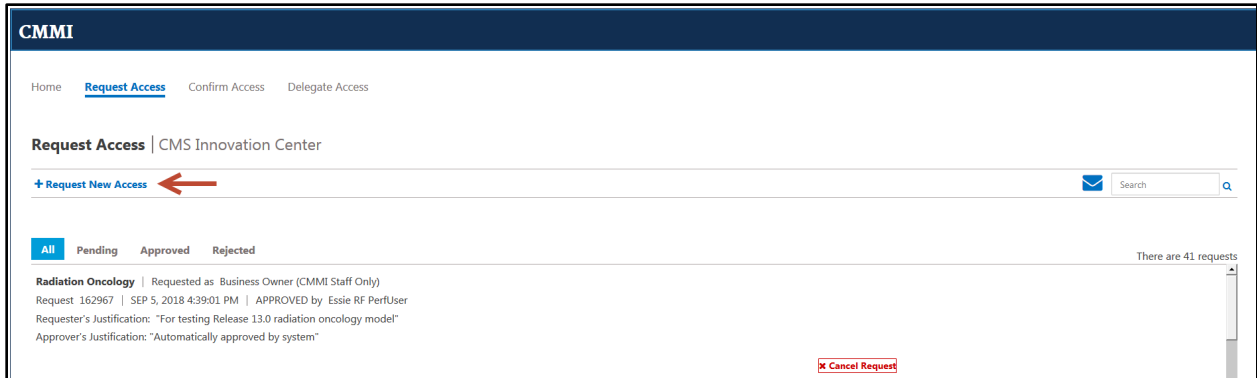 CMMI
Home Request Access Confirm Access Delegate Access
Request Access | CMS Innovation Center
+ Request New Access Search
All Pending Approved Rejected
There are 41 requests
Radiation Oncology | Requested as Business Owner (CMMI Staff Only)
Request 162967 | SEP 5, 2018 4:39:01 PM | APPROVED by Essie RF PerfUser
Requester's Justification: "For testing Release 13.0 radiation oncology model"
Approver's Justification: "Automatically approved by system"
x Cancel Request